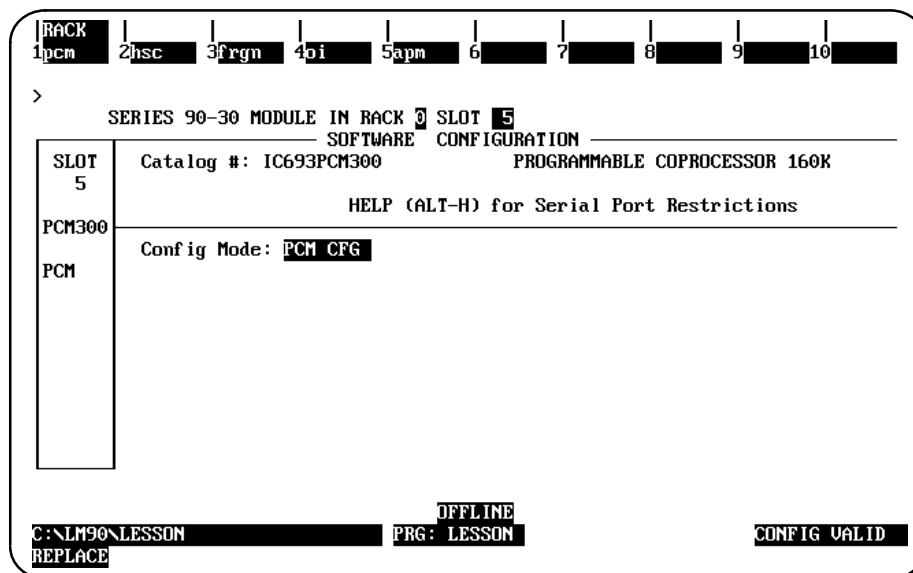 RACK
1pcm 2hsc 3frgn 4oi 5apm 6 7 8 9 10
>
SERIES 90-30 MODULE IN RACK 0 SLOT 5
SOFTWARE CONFIGURATION
SLOT Catalog #: IC693PCM300 PROGRAMMABLE COPROCESSOR 160K
5
HELP (ALT-H) for Serial Port Restrictions
PCM300
Config Mode: PCM CFG
PCM
OFFLINE
C:\LM90\LESSON PRG: LESSON CONFIG VALID
REPLACE